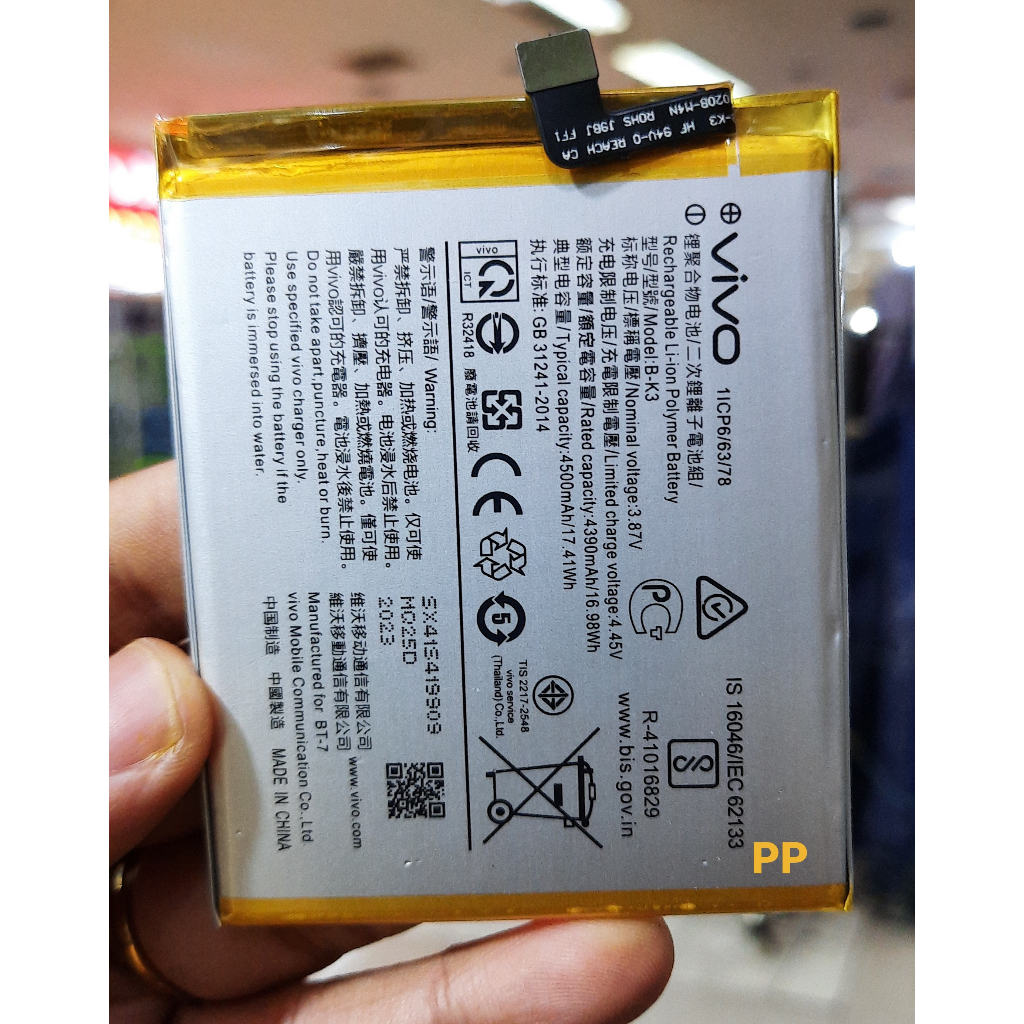 vivo 1ICP6/63/78
锂聚合物电池/二次鋰離子電池組/
Rechargeable Li-ion Polymer Battery
型号/型號/Model:B-K3
标称电压/標稱電壓/Nominal voltage:3.87V
充电限制电压/充電限制電壓/Limited charge voltage:4.45V
额定容量/額定電容量/Rated capacity:4390mAh/16.98Wh
典型电容量/Typical capacity:4500mAh/17.41Wh
执行标准: GB 31241-2014
IS 16046/IEC 62133
R-41016829
www.bis.gov.in
vivo
ICT
R32418
廢電池請回收
CE
5
TIS 2217-2548
vivo service
(Thailand) Co.,Ltd.
警示语/警示語/ Warning:
严禁拆卸、挤压、加热或燃烧电池。仅可使
用vivo认可的充电器。电池浸水后禁止使用。
嚴禁拆卸、擠壓、加熱或燃燒電池。僅可使
用vivo認可的充電器。電池浸水後禁止使用。
Do not take apart,puncture,heat or burn.
Use specified vivo charger only.
Please stop using the battery if the
battery is immersed into water.
SX41S419909
MQ25D
2023
维沃移动通信有限公司
維沃移動通信有限公司 www.vivo.com
Manufactured for BT-7
vivo Mobile Communication Co.,Ltd
中国制造 中國製造 MADE IN CHINA
020B-M4N ROHS J9BJ FF1
-K3 HF 94V-0 REACH CA
PP